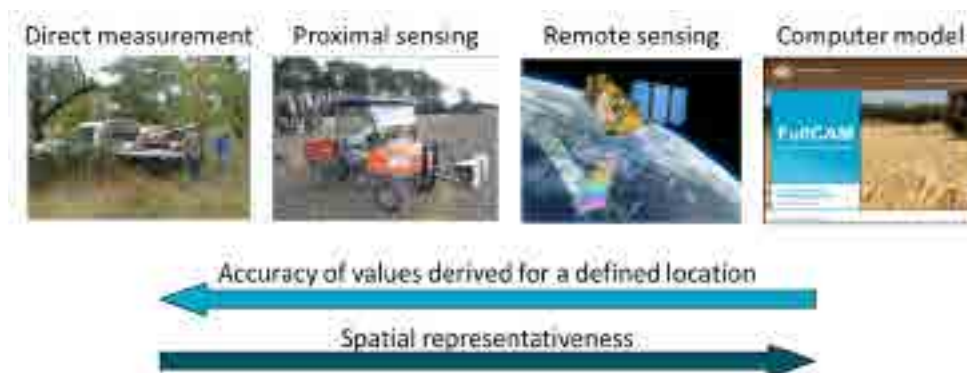 Direct measurement
Proximal sensing
Remote sensing
Computer model
FullCAM
Accuracy of values derived for a defined location
Spatial representativeness